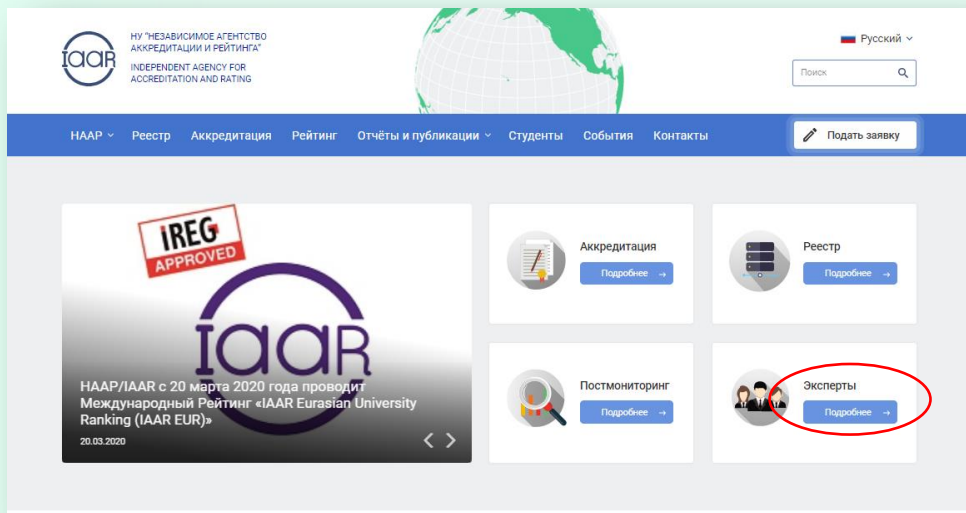 IAAR
НУ "НЕЗАВИСИМОЕ АГЕНТСТВО
АККРЕДИТАЦИИ И РЕЙТИНГА"
INDEPENDENT AGENCY FOR
ACCREDITATION AND RATING
Русский
Поиск
НААР Реестр Аккредитация Рейтинг Отчёты и публикации Студенты События Контакты Подать заявку
iREG
APPROVED
IAAR
НААР/IAAR с 20 марта 2020 года проводит
Международный Рейтинг «IAAR Eurasian University
Ranking (IAAR EUR)»
20.03.2020
Аккредитация
Подробнее →
Реестр
Подробнее →
Постмониторинг
Подробнее →
Эксперты
Подробнее →